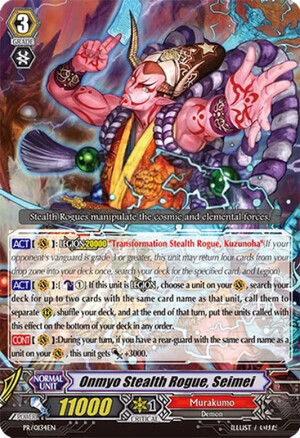 3
GRADE
Stealth Rogues manipulate the cosmic and elemental forces.
ACT [ ]: LEGION 20000 "Transformation Stealth Rogue, Kuzunoha" (If your
opponent's vanguard is grade 3 or greater, this unit may return four cards from your
drop zone into your deck once, search your deck for the specified card, and Legion)
ACT [ ]: [ 1 ] If this unit is LEGION, choose a unit on your , search your
deck for up to two cards with the same card name as that unit, call them to
separate , shuffle your deck, and at the end of that turn, put the units called with
this effect on the bottom of your deck in any order.
CONT [ ]: During your turn, if you have a rear-guard with the same card name as a
unit on your , this unit gets +3000.
NORMAL
UNIT
Onmyo Stealth Rogue, Seimei
POWER
11000
1
CRITICAL
Murakumo
Demon
PR/0134EN
ILLUST /